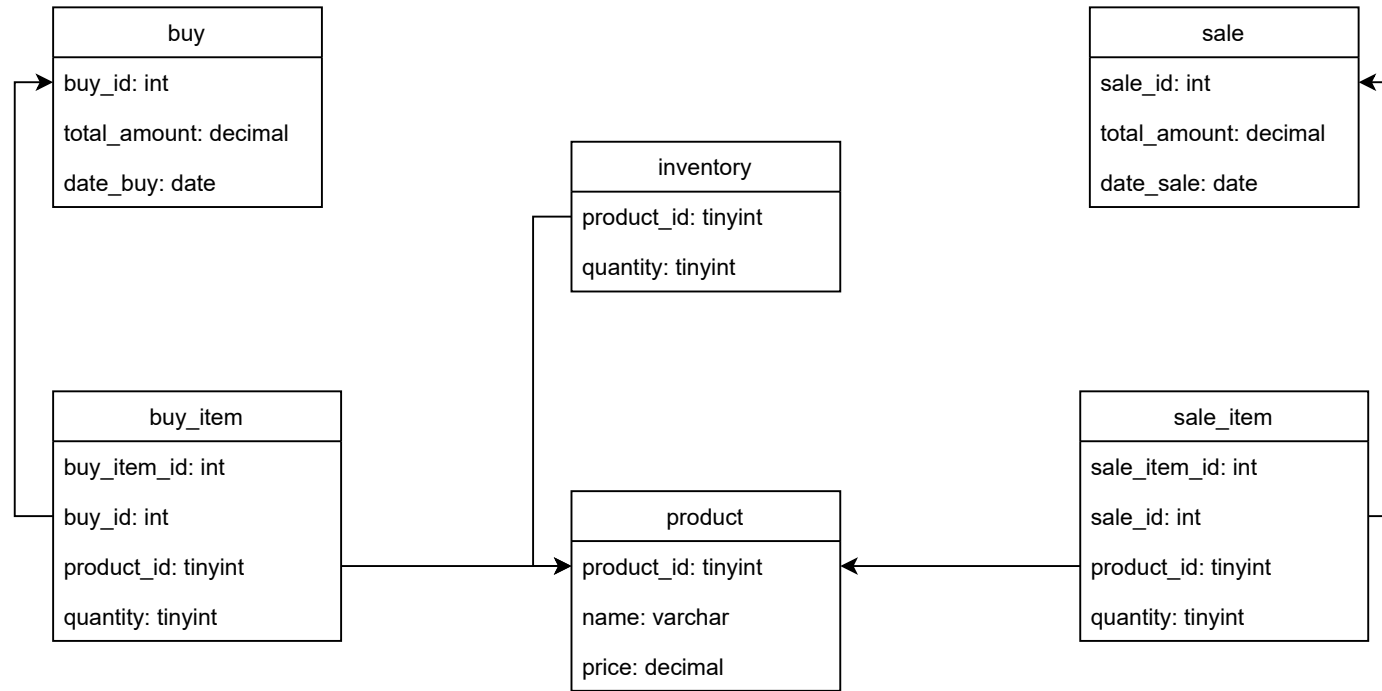 buy
buy_id: int
total_amount: decimal
date_buy: date
sale
sale_id: int
total_amount: decimal
date_sale: date
inventory
product_id: tinyint
quantity: tinyint
buy_item
buy_item_id: int
buy_id: int
product_id: tinyint
quantity: tinyint
product
product_id: tinyint
name: varchar
price: decimal
sale_item
sale_item_id: int
sale_id: int
product_id: tinyint
quantity: tinyint